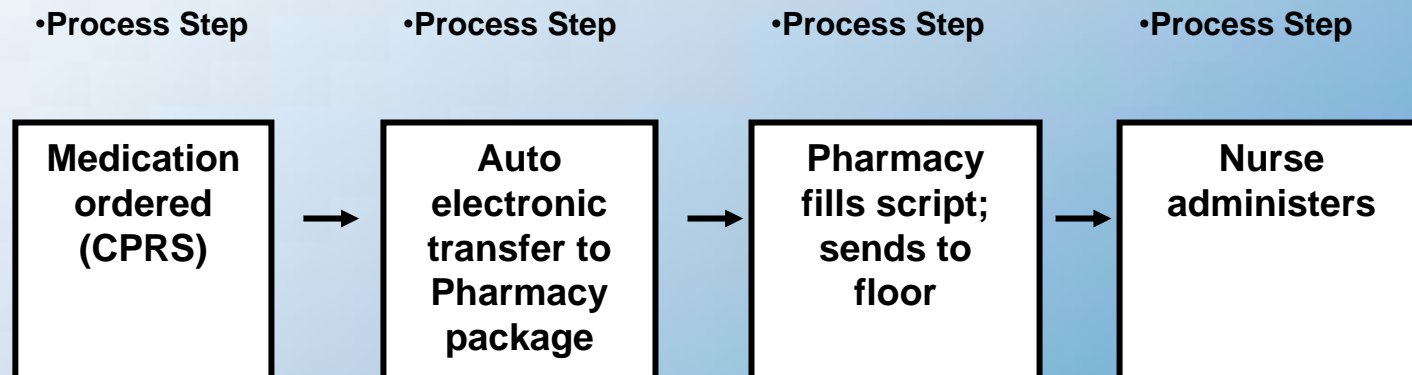 •Process Step
•Process Step
•Process Step
•Process Step
Medication
ordered
(CPRS)
Auto
electronic
transfer to
Pharmacy
package
Pharmacy
fills script;
sends to
floor
Nurse
administers